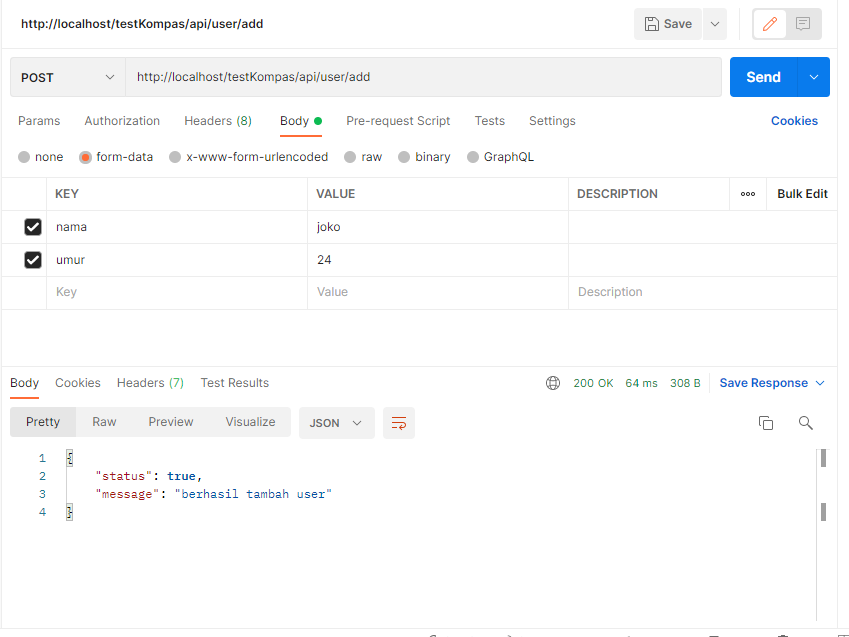 http://localhost/testKompas/api/user/add Save
POST http://localhost/testKompas/api/user/add Send
Params Authorization Headers (8) Body Pre-request Script Tests Settings Cookies
none form-data x-www-form-urlencoded raw binary GraphQL
KEY VALUE DESCRIPTION ooo Bulk Edit
nama joko
umur 24
Key Value Description
Body Cookies Headers (7) Test Results 200 OK 64 ms 308 B Save Response
Pretty Raw Preview Visualize JSON
1 {
2 "status": true,
3 "message": "berhasil tambah user"
4 }